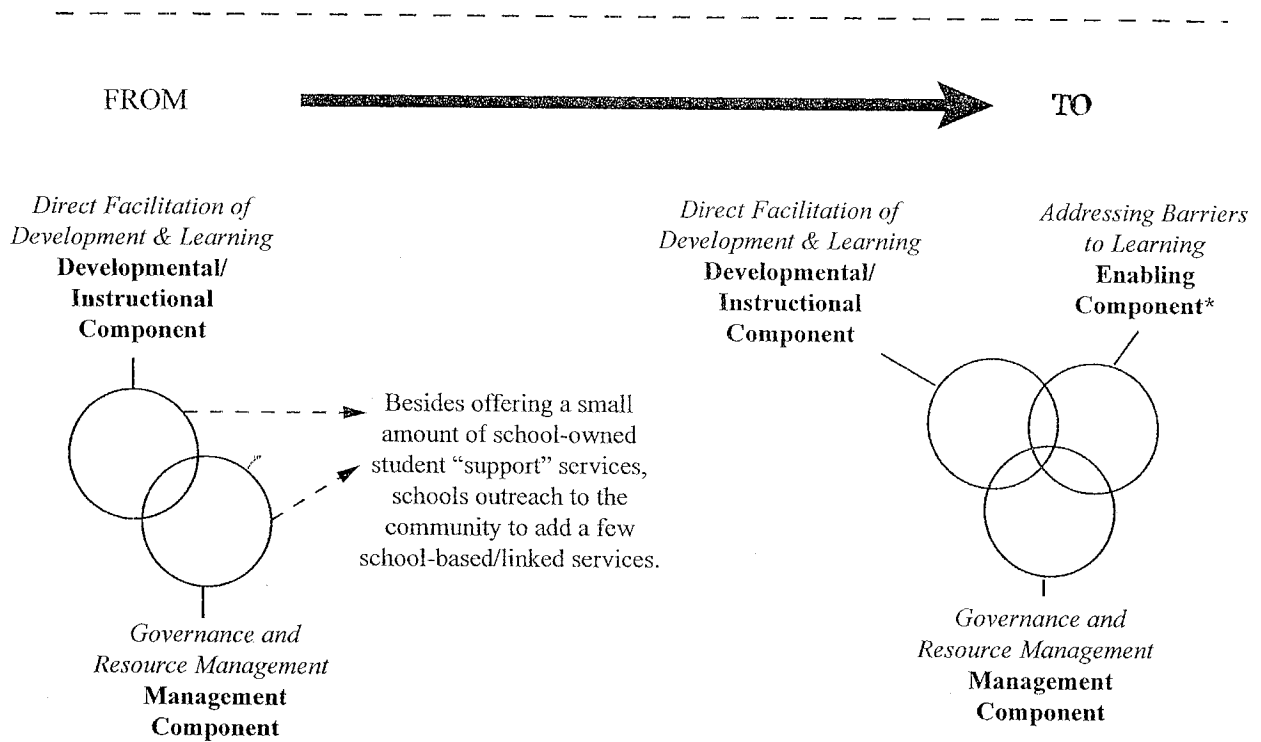 FROM
TO
Direct Facilitation of
Development & Learning
Developmental/
Instructional
Component
Besides offering a small
amount of school-owned
student “support” services,
schools outreach to the
community to add a few
school-based/linked services.
Governance and
Resource Management
Management
Component
Direct Facilitation of
Development & Learning
Developmental/
Instructional
Component
Addressing Barriers
to Learning
Enabling
Component*
Governance and
Resource Management
Management
Component